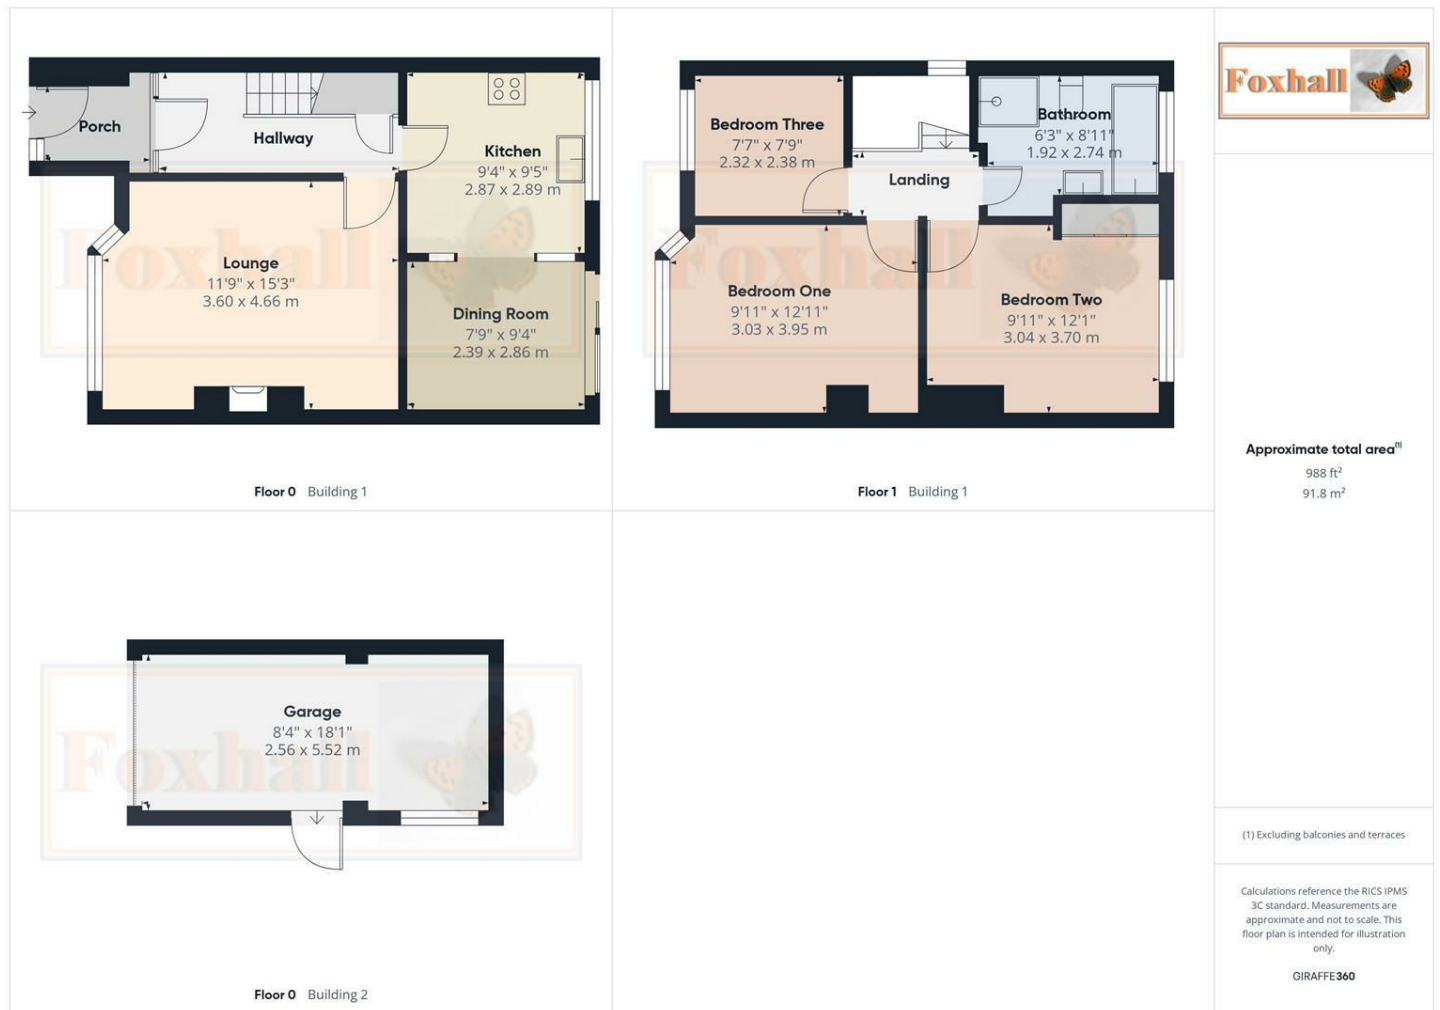 Porch
Hallway
Kitchen
9'4" x 9'5"
2.87 x 2.89 m
Lounge
11'9" x 15'3"
3.60 x 4.66 m
Dining Room
7'9" x 9'4"
2.39 x 2.86 m
Foxhall
Floor 0 Building 1
Bedroom Three
7'7" x 7'9"
2.32 x 2.38 m
Bathroom
6'3" x 8'11"
1.92 x 2.74 m
Landing
Bedroom One
9'11" x 12'11"
3.03 x 3.95 m
Bedroom Two
9'11" x 12'1"
3.04 x 3.70 m
Foxhall
Floor 1 Building 1
Garage
8'4" x 18'1"
2.56 x 5.52 m
Foxhall
Floor 0 Building 2
Foxhall
Approximate total area(1)
988 ft²
91.8 m²
(1) Excluding balconies and terraces
Calculations reference the RICS IPMS
3C standard. Measurements are
approximate and not to scale. This
floor plan is intended for illustration
only.
GIRAFFE360